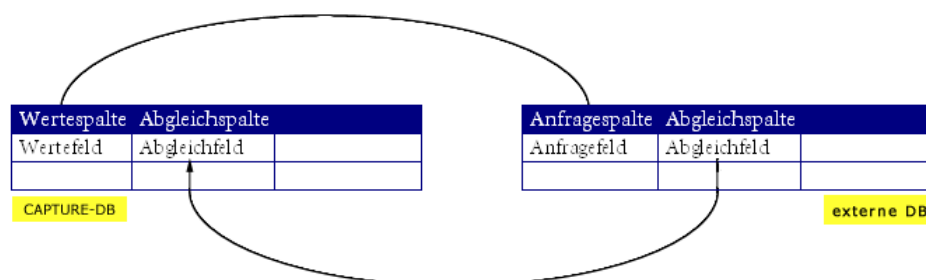 Wertespalte Abgleichspalte
Wertefeld Abgleichfeld
CAPTURE-DB
Anfragespalte Abgleichspalte
Anfragefeld Abgleichfeld
externe DB